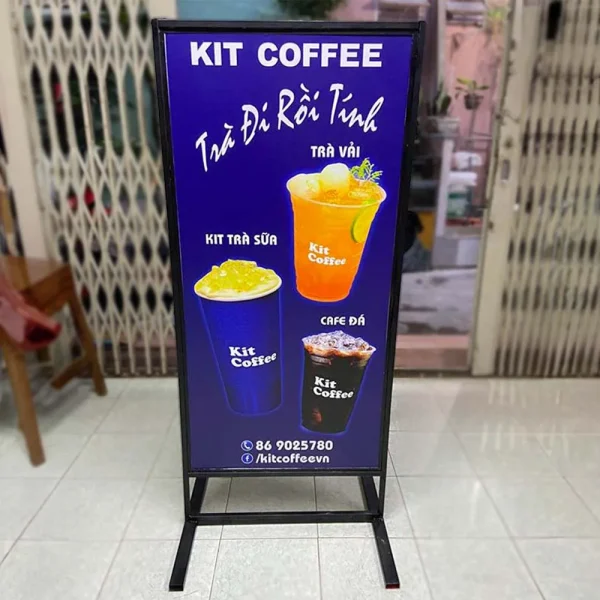 KIT COFFEE
Trà Đi Rồi Tính
TRÀ VẢI
Kit
Coffee
KIT TRÀ SỮA
Kit
Coffee
CAFE ĐÁ
Kit
Coffee
86 9025780
/kitcoffeevn